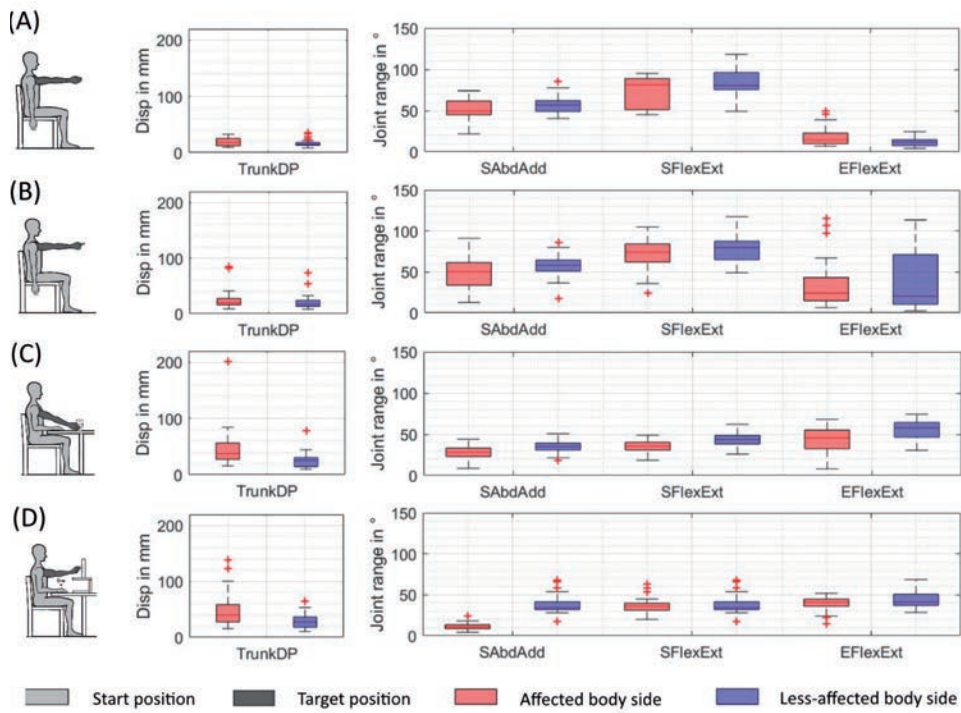 (A)
200
100
0
Disp in mm
TrunkDP
150
100
50
0
Joint range in °
SAbdAdd
SFlexExt
EFlexExt
(B)
200
100
0
Disp in mm
TrunkDP
150
100
50
0
Joint range in °
SAbdAdd
SFlexExt
EFlexExt
(C)
200
100
0
Disp in mm
TrunkDP
150
100
50
0
Joint range in °
SAbdAdd
SFlexExt
EFlexExt
(D)
200
100
0
Disp in mm
TrunkDP
150
100
50
0
Joint range in °
SAbdAdd
SFlexExt
EFlexExt
Start position
Target position
Affected body side
Less-affected body side